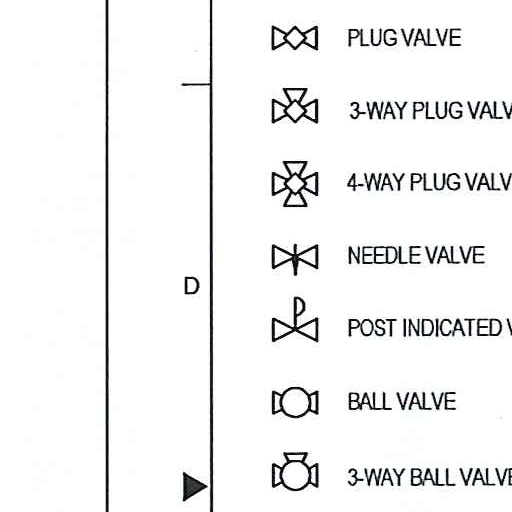 PLUG VALVE
3-WAY PLUG VALV
4-WAY PLUG VALV
NEEDLE VALVE
D
POST INDICATED V
BALL VALVE
3-WAY BALL VALVE